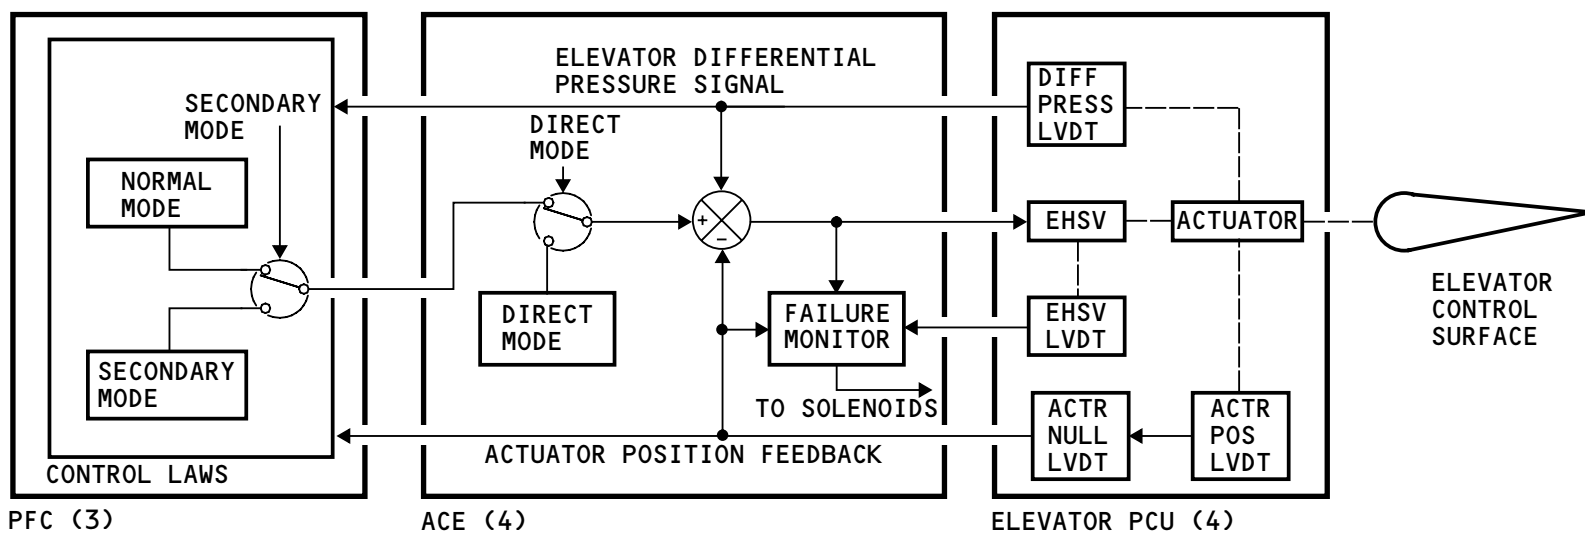 ELEVATOR DIFFERENTIAL
PRESSURE SIGNAL
SECONDARY
MODE
DIRECT
MODE
DIFF
PRESS
LVDT
NORMAL
MODE
+
−
EHSV
ACTUATOR
SECONDARY
MODE
DIRECT
MODE
FAILURE
MONITOR
EHSV
LVDT
ELEVATOR
CONTROL
SURFACE
TO SOLENOIDS
ACTR
NULL
LVDT
ACTR
POS
LVDT
ACTUATOR POSITION FEEDBACK
CONTROL LAWS
PFC (3)
ACE (4)
ELEVATOR PCU (4)